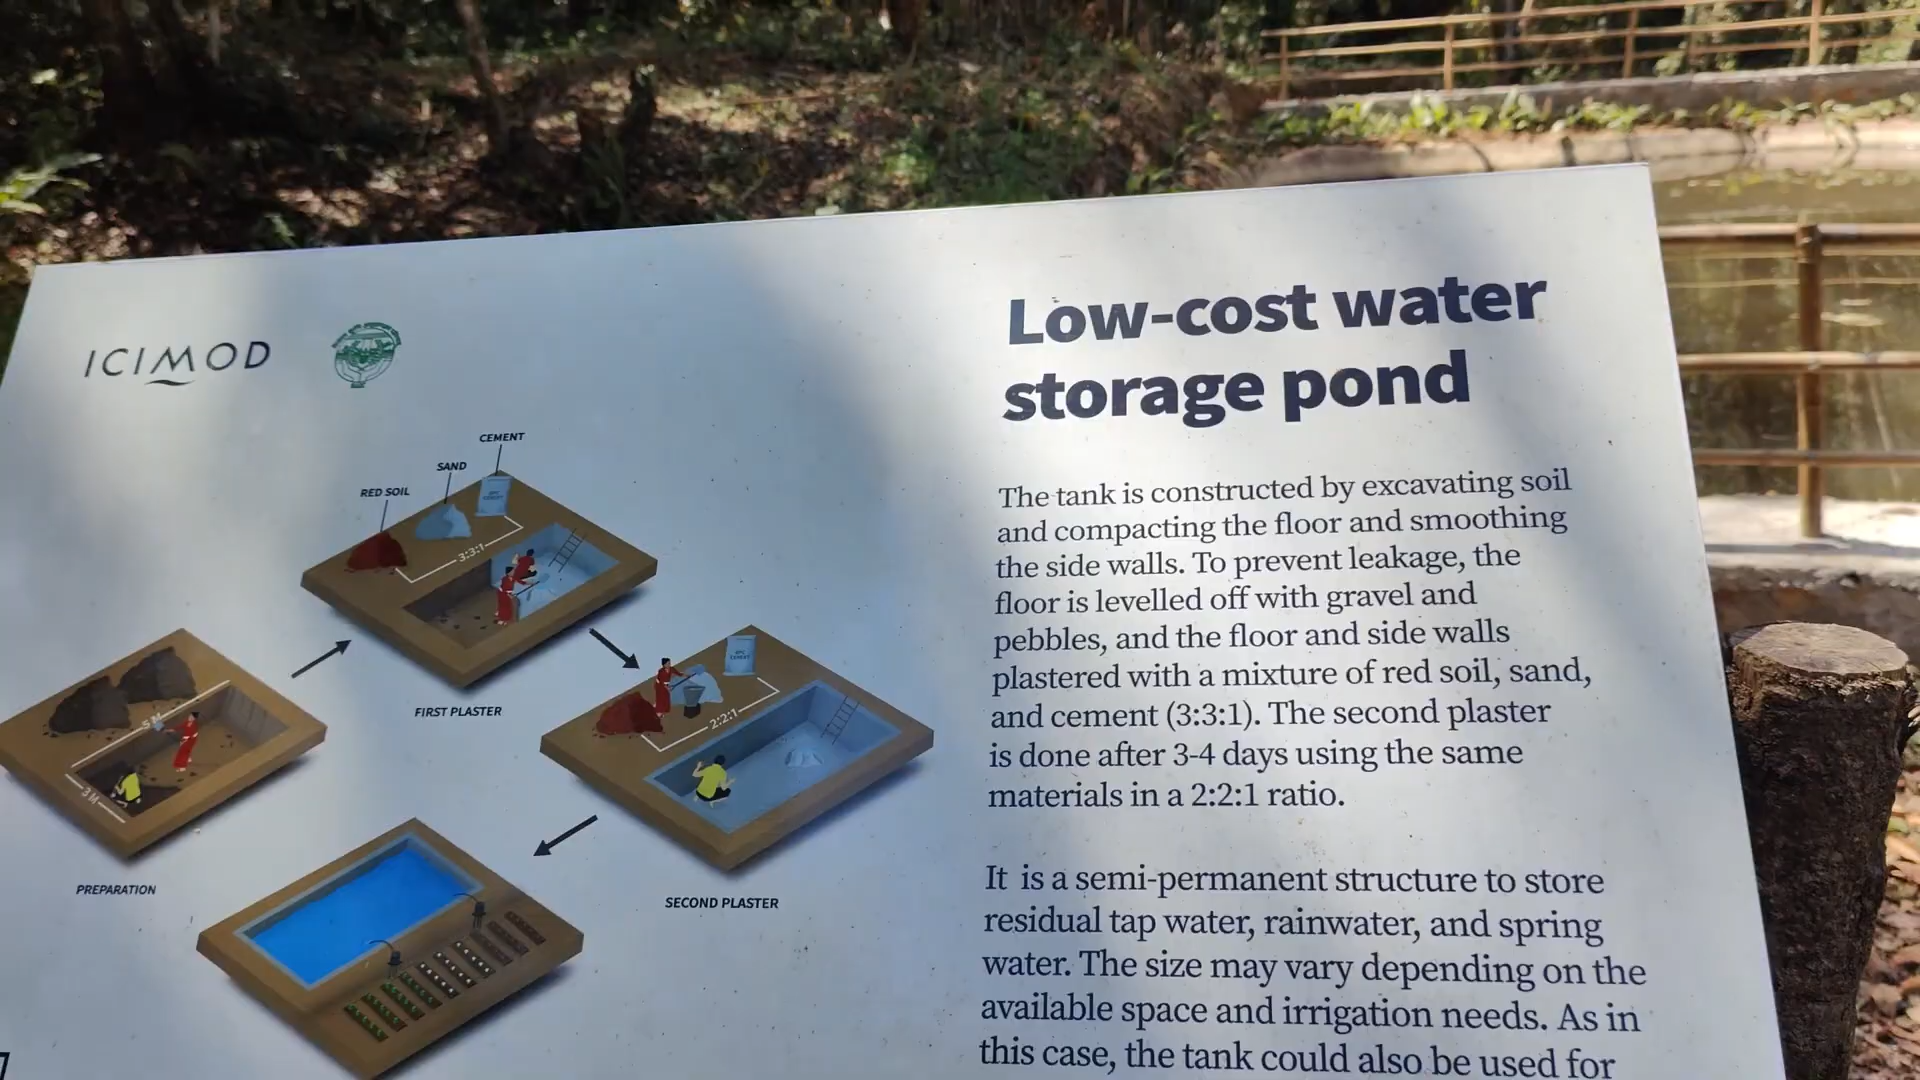 ICIMOD
Low-cost water
storage pond
The tank is constructed by excavating soil
and compacting the floor and smoothing
the side walls. To prevent leakage, the
floor is levelled off with gravel and
pebbles, and the floor and side walls
plastered with a mixture of red soil, sand,
and cement (3:3:1). The second plaster
is done after 3-4 days using the same
materials in a 2:2:1 ratio.
It is a semi-permanent structure to store
residual tap water, rainwater, and spring
water. The size may vary depending on the
available space and irrigation needs. As in
this case, the tank could also be used for
CEMENT
SAND
RED SOIL
CEMENT
3:3:1
FIRST PLASTER
CEMENT
2:2:1
SECOND PLASTER
5 M
3 M
PREPARATION